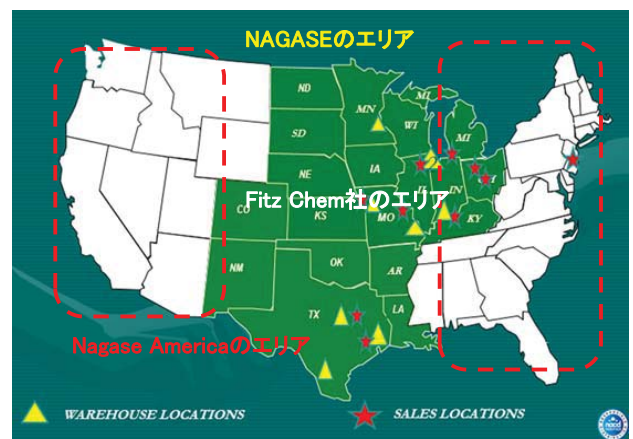 NAGASEのエリア
ND
MN
SD
WI
MI
MI
NE
IA
IL
IN
Fitz Chem社のエリア
CO
KS
MO
KY
NM
OK
AR
TX
LA
Nagase Americaのエリア
WAREHOUSE LOCATIONS
SALES LOCATIONS